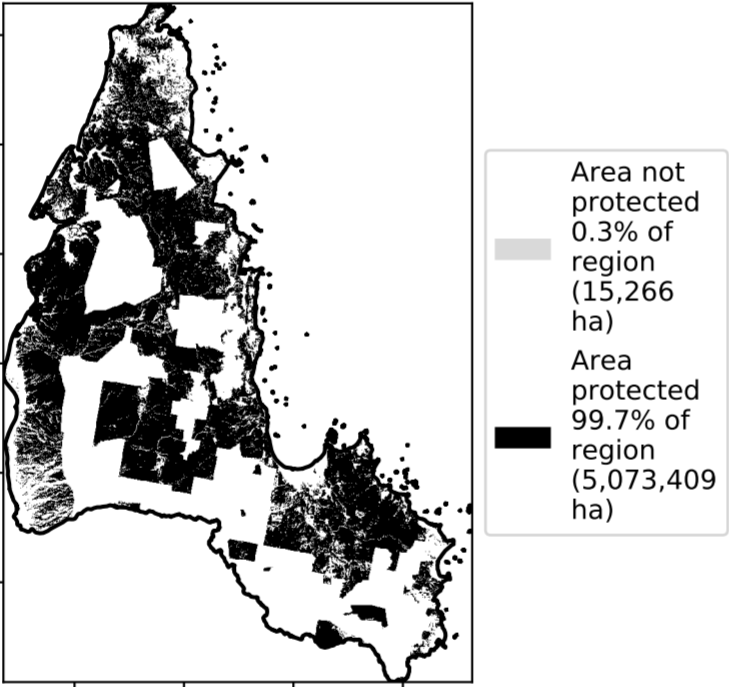 Area not
protected
0.3% of
region
(15,266
ha)
Area
protected
99.7% of
region
(5,073,409
ha)